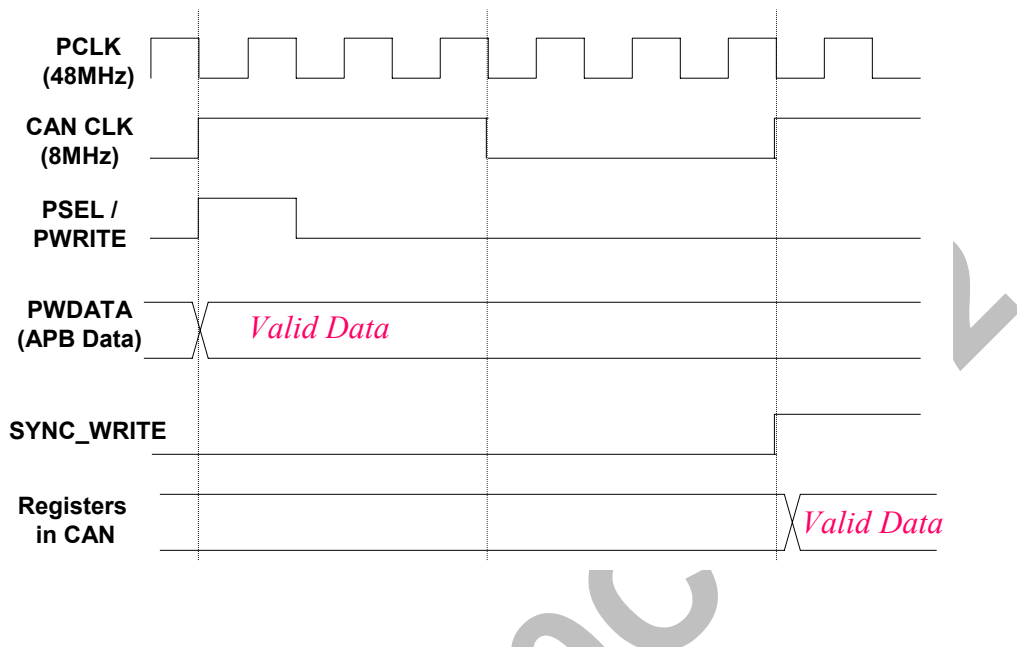 PCLK
(48MHz)
CAN CLK
(8MHz)
PSEL /
PWRITE
PWDATA
(APB Data)
Valid Data
SYNC_WRITE
Registers
in CAN
Valid Data